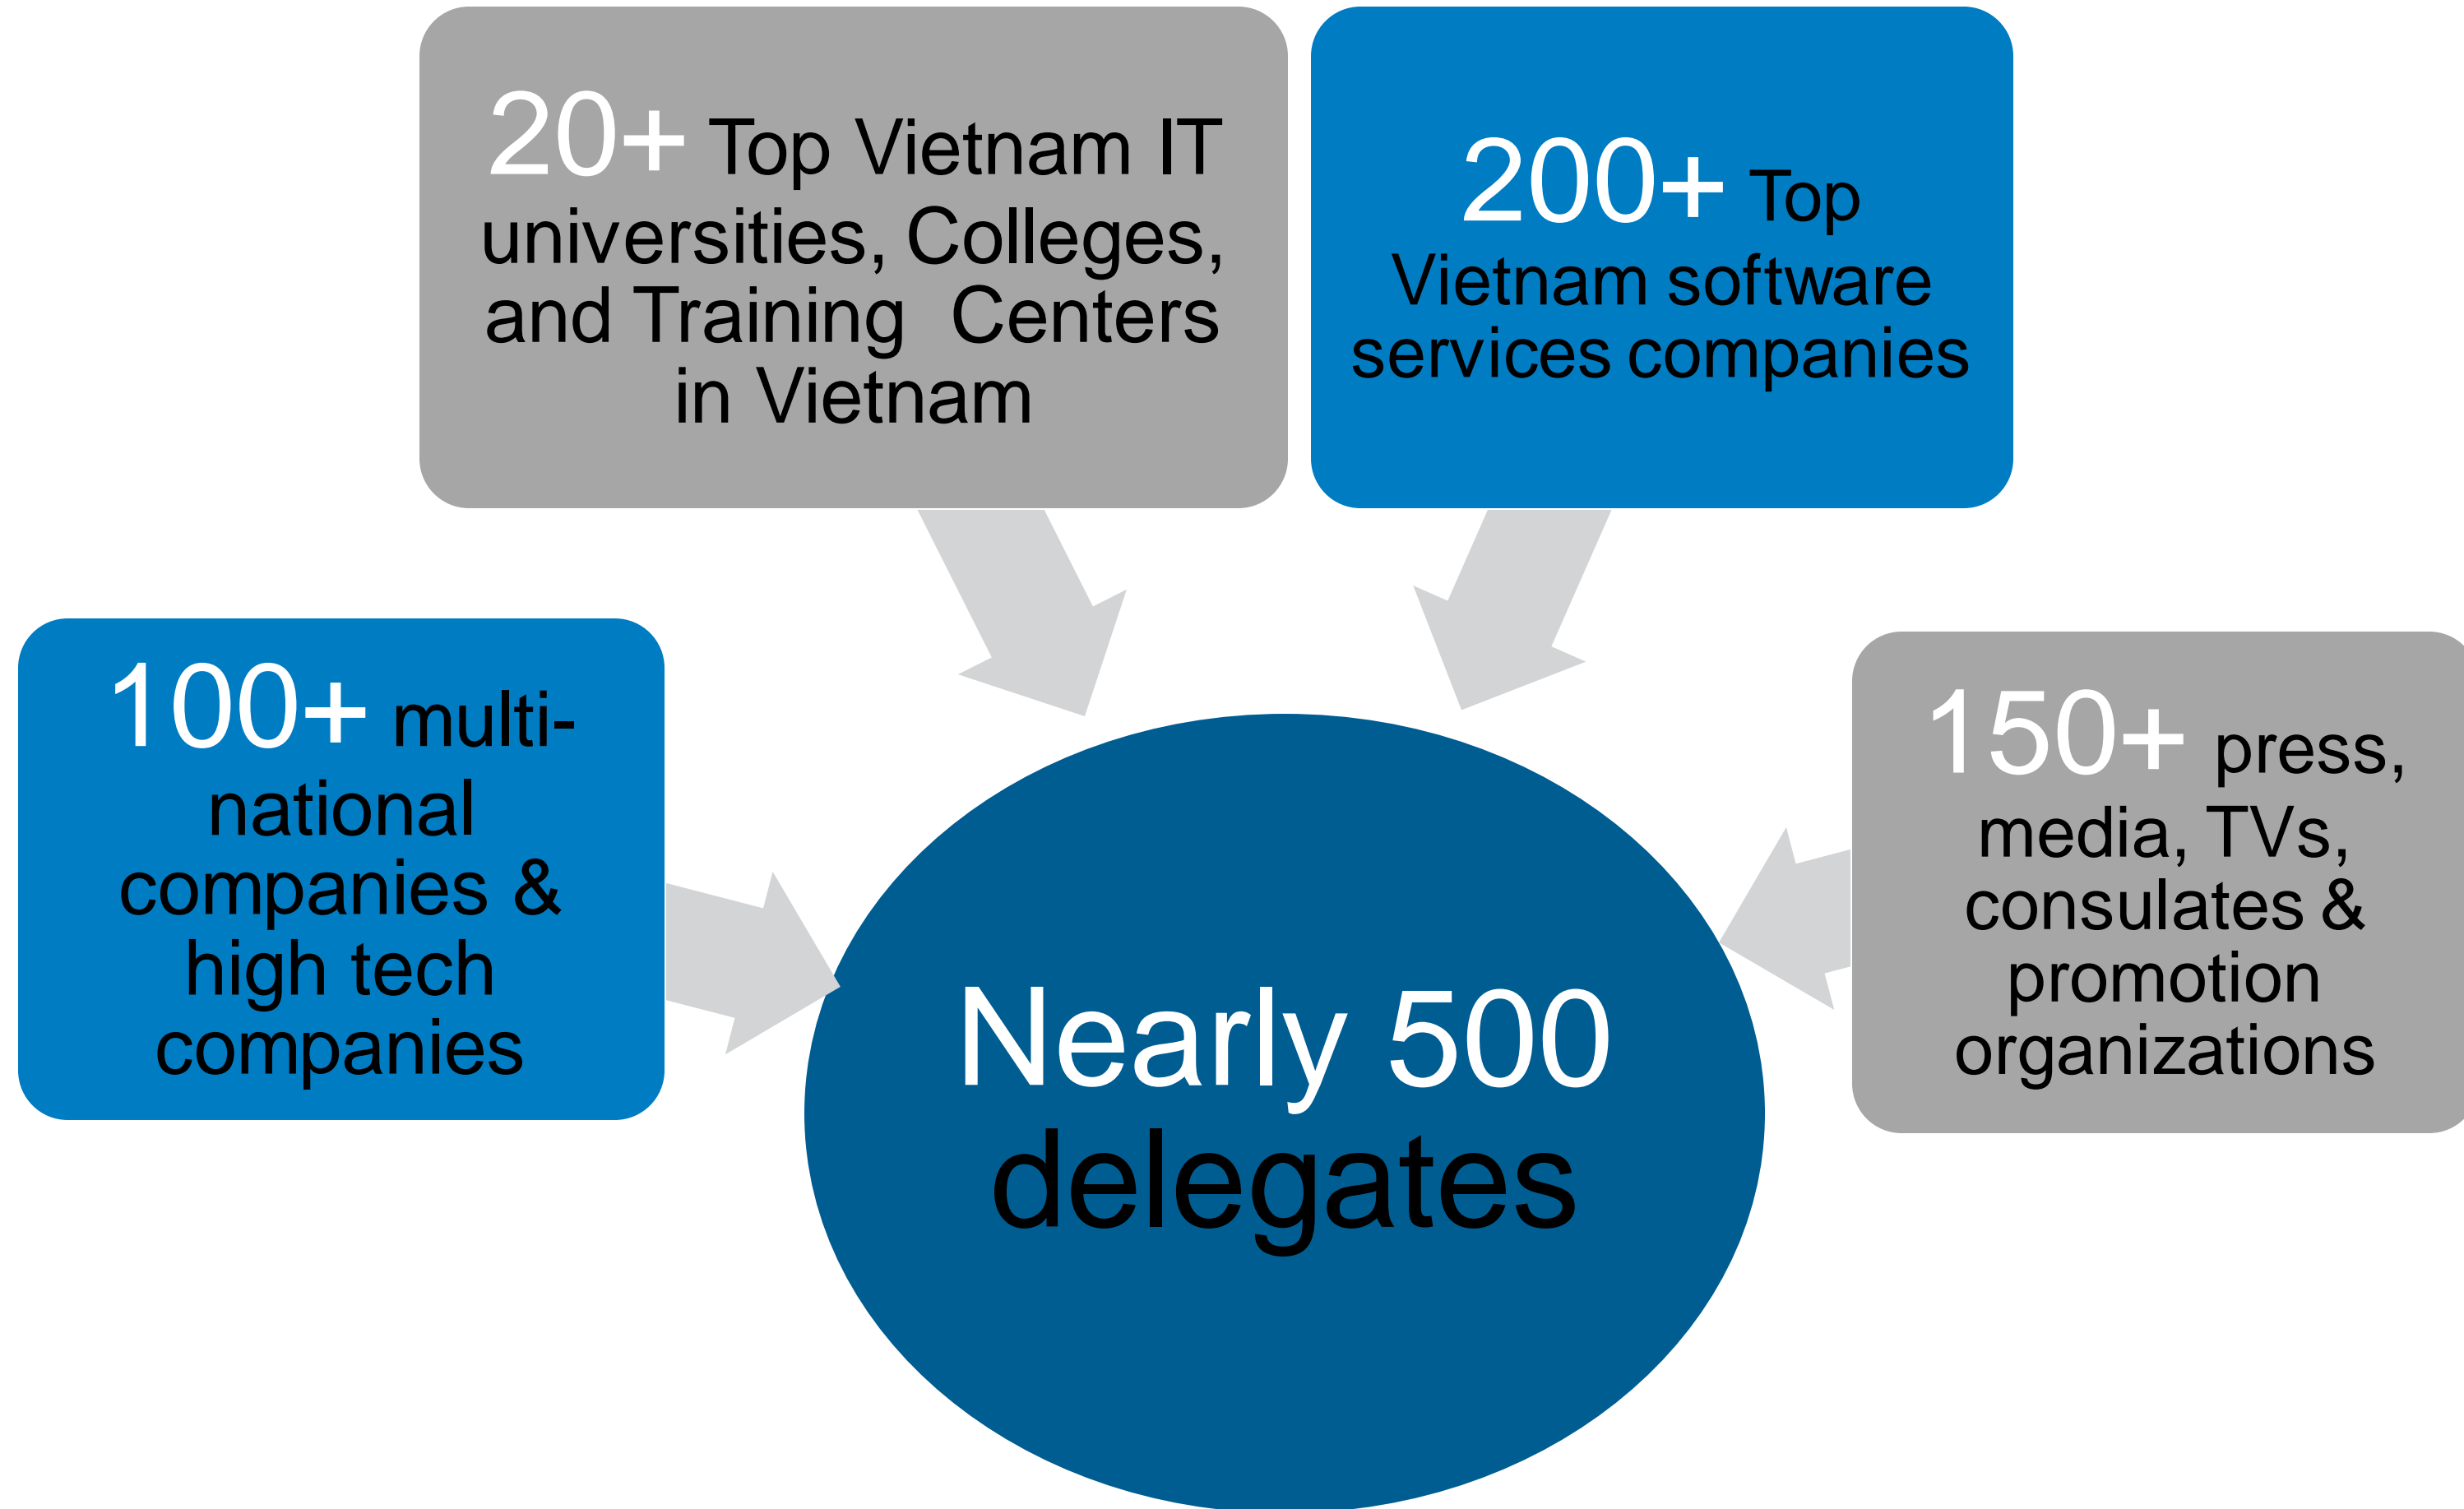 20+ Top Vietnam IT
universities, Colleges,
and Training Centers
in Vietnam
200+ Top
Vietnam software
services companies
100+ multi-
national
companies &
high tech
companies
150+ press,
media, TVs,
consulates &
promotion
organizations
Nearly 500
delegates